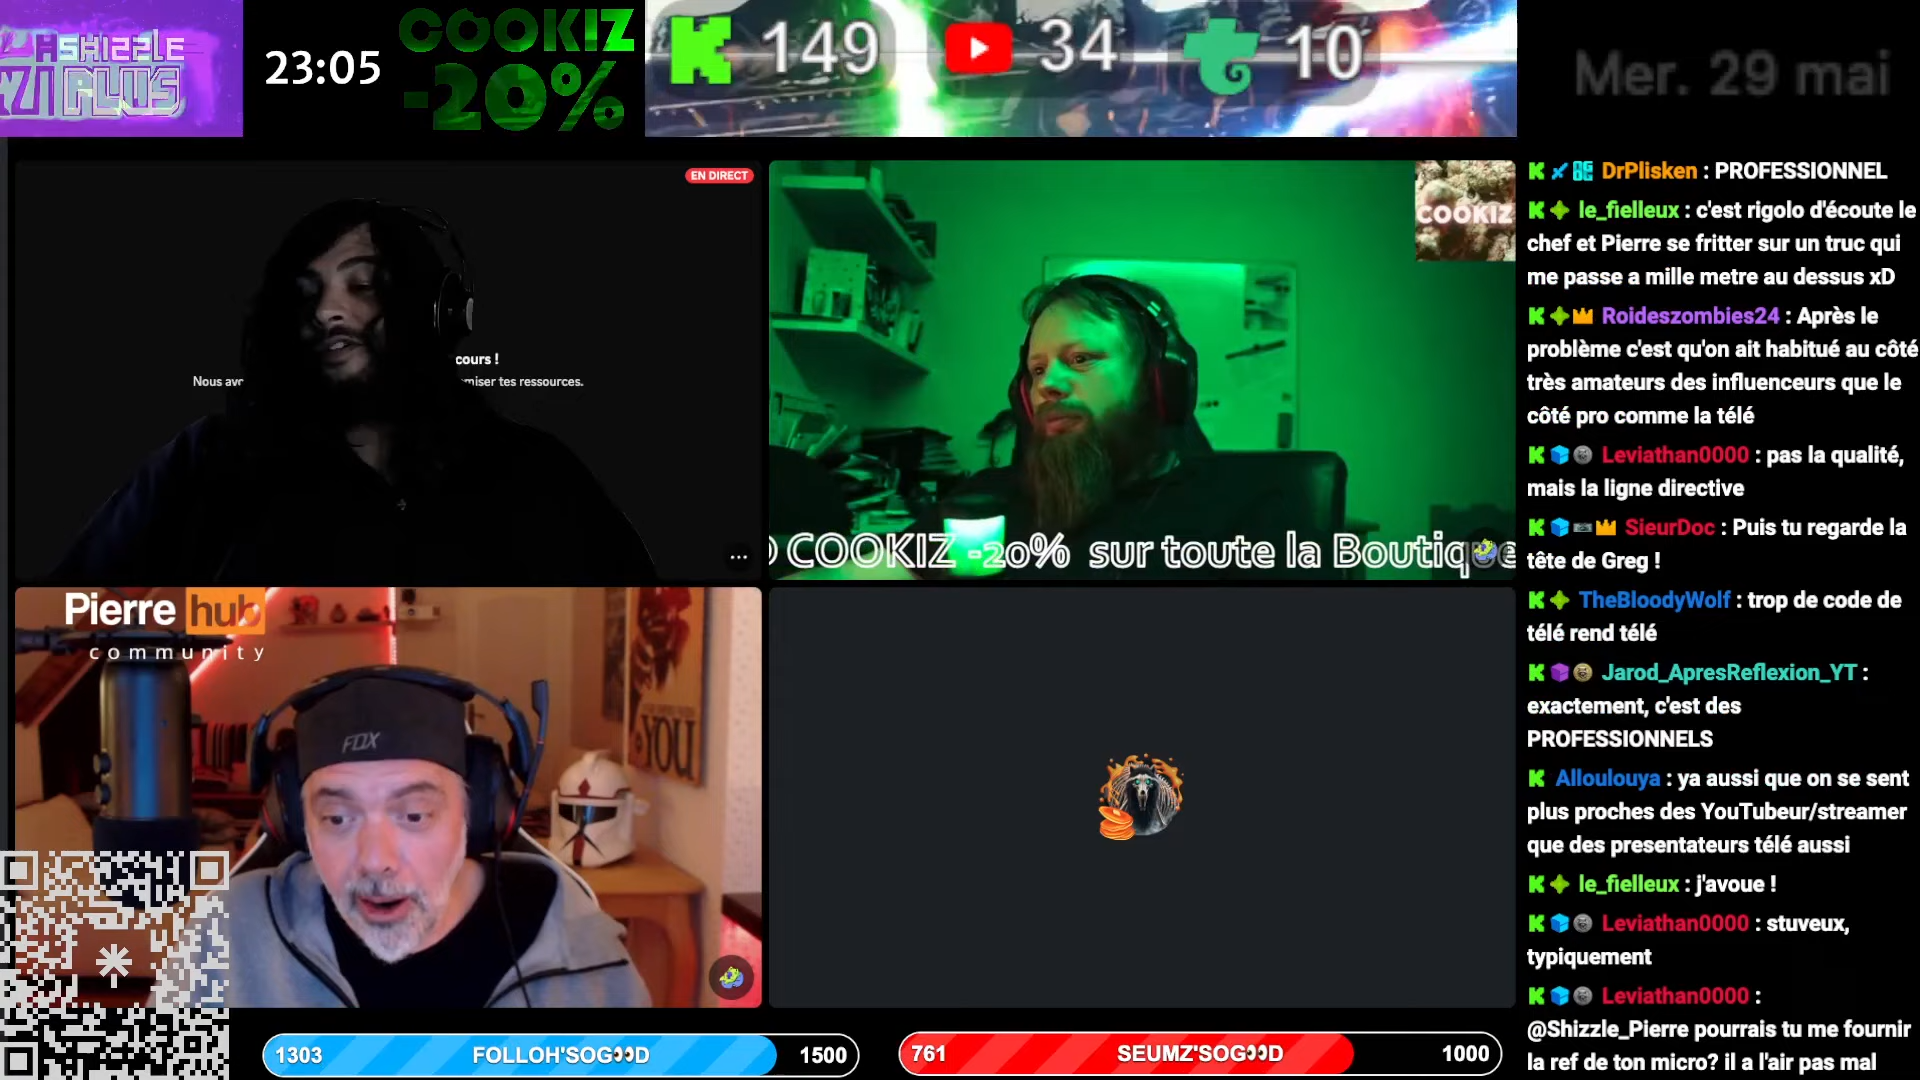 ASHIZZLE
PLUS
23:05
COOKIZ
-20%
149
34
10
Mer. 29 mai
EN DIRECT
cours !
Nous avo
miser tes ressources.
COOKIZ
COOKIZ -20% sur toute la Boutique
Pierre hub
community
FOX
YOU
DrPlisken : PROFESSIONNEL
le_fielleux : c'est rigolo d'écoute le
chef et Pierre se fritter sur un truc qui
me passe a mille metre au dessus xD
Roideszombies24 : Après le
problème c'est qu'on ait habitué au côté
très amateurs des influenceurs que le
côté pro comme la télé
Leviathan0000 : pas la qualité,
mais la ligne directive
SieurDoc : Puis tu regarde la
tête de Greg !
TheBloodyWolf : trop de code de
télé rend télé
Jarod_ApresReflexion_YT :
exactement, c'est des
PROFESSIONNELS
Alloulouya : ya aussi que on se sent
plus proches des YouTubeur/streamer
que des presentateurs télé aussi
le_fielleux : j'avoue !
Leviathan0000 : stuveux,
typiquement
Leviathan0000 :
@Shizzle_Pierre pourrais tu me fournir
la ref de ton micro? il a l'air pas mal
1303 FOLLOH'SOG👀D 1500
761 SEUMZ'SOG👀D 1000